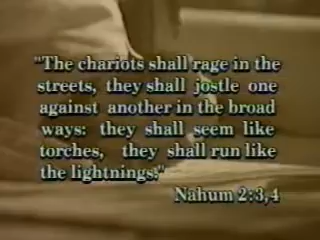 "The chariots shall rage in the
streets, they shall jostle one
against another in the broad
ways: they shall seem like
torches, they shall run like
the lightnings."
Nahum 2:3,4